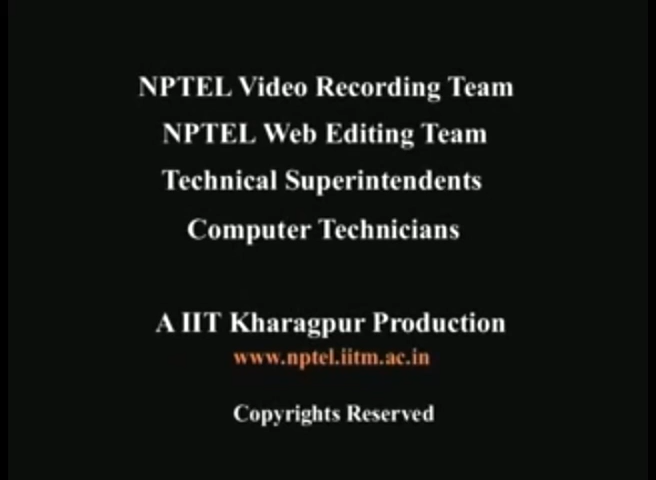 NPTEL Video Recording Team
NPTEL Web Editing Team
Technical Superintendents
Computer Technicians
A IIT Kharagpur Production
www.nptel.iitm.ac.in
Copyrights Reserved